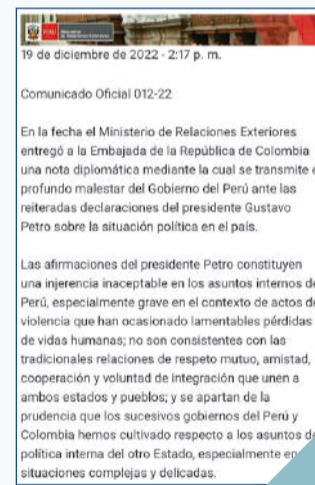 PERÚ
19 de diciembre de 2022 - 2:17 p. m.
Comunicado Oficial 012-22
En la fecha el Ministerio de Relaciones Exteriores
entregó a la Embajada de la República de Colombia
una nota diplomática mediante la cual se transmite e
profundo malestar del Gobierno del Perú ante las
reiteradas declaraciones del presidente Gustavo
Petro sobre la situación política en el país.
Las afirmaciones del presidente Petro constituyen
una injerencia inaceptable en los asuntos internos de
Perú, especialmente grave en el contexto de actos de
violencia que han ocasionado lamentables pérdidas
de vidas humanas; no son consistentes con las
tradicionales relaciones de respeto mutuo, amistad,
cooperación y voluntad de integración que unen a
ambos estados y pueblos; y se apartan de la
prudencia que los sucesivos gobiernos del Perú y
Colombia hemos cultivado respecto a los asuntos de
política interna del otro Estado, especialmente en
situaciones complejas y delicadas.